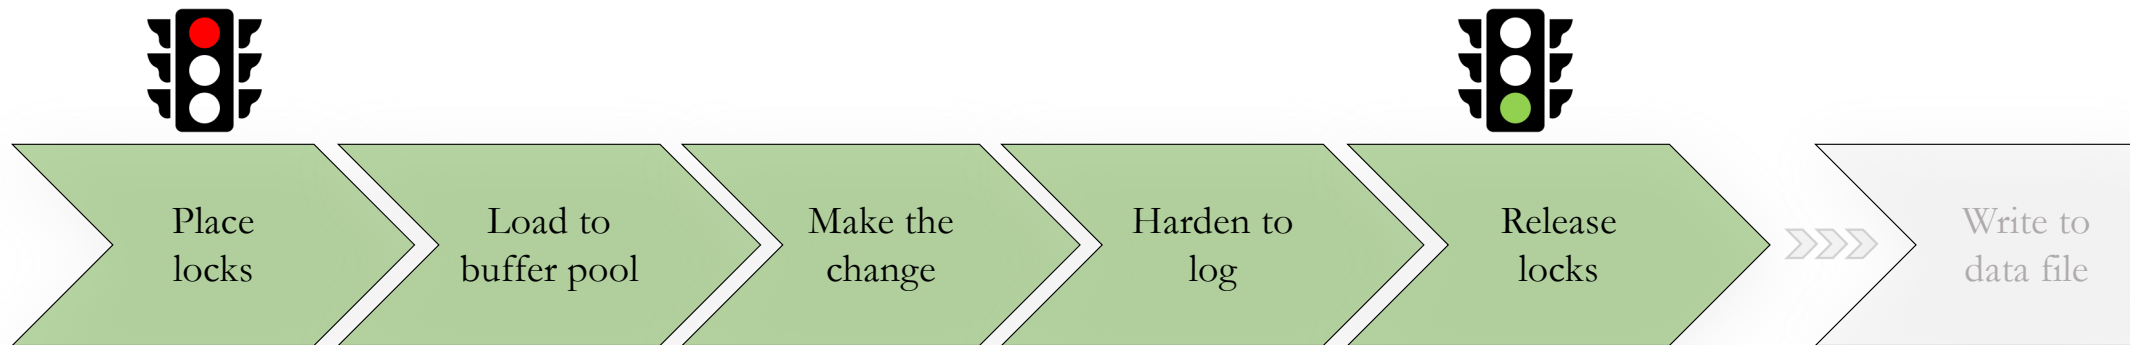 Place
locks
Load to
buffer pool
Make the
change
Harden to
log
Release
locks
Write to
data file